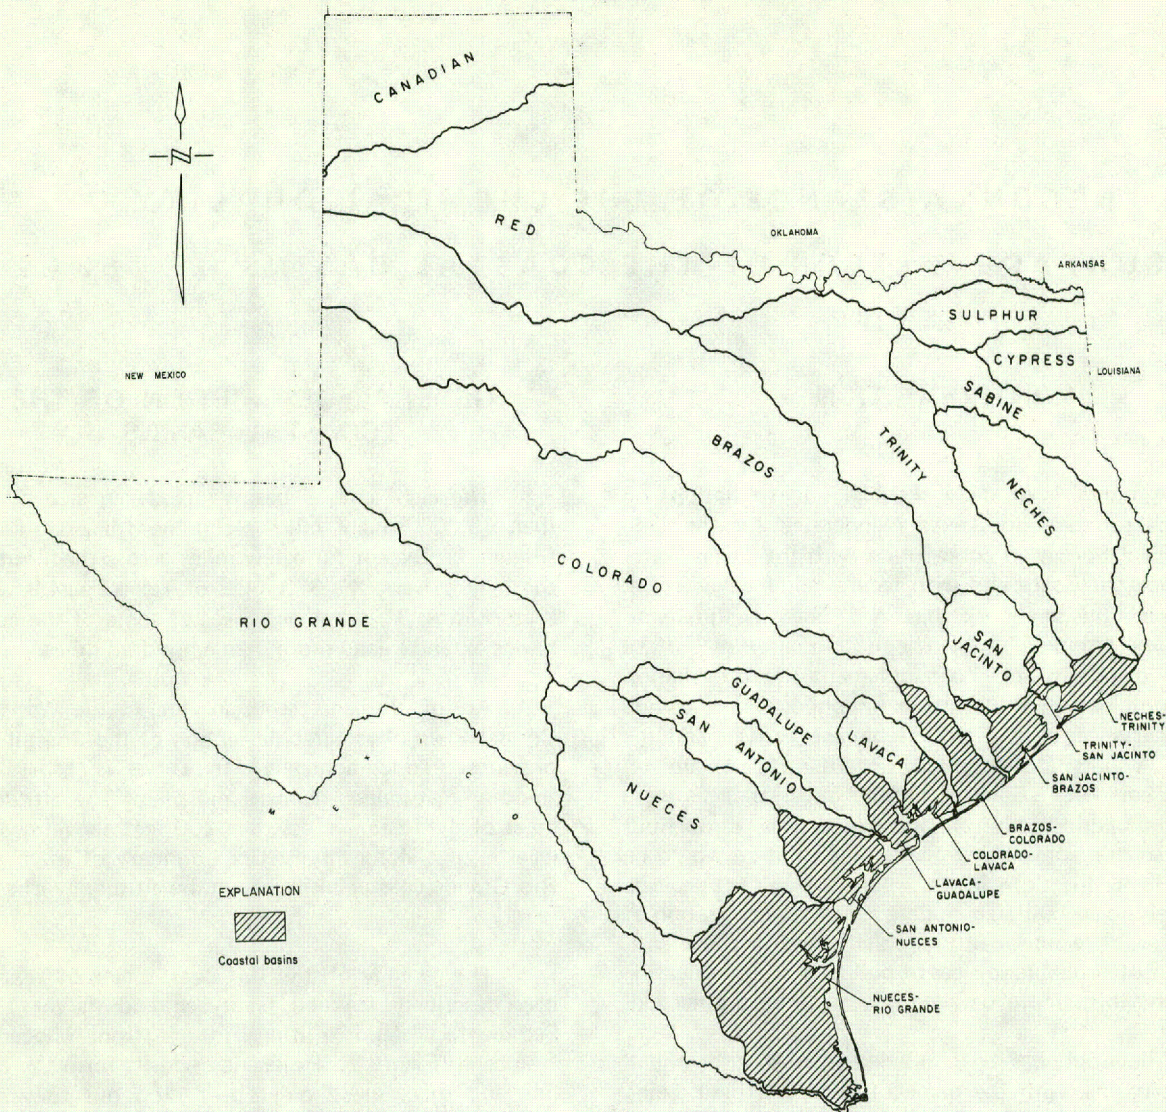 CANADIAN
N
RED
OKLAHOMA
ARKANSAS
SULPHUR
CYPRESS
LOUISIANA
NEW MEXICO
SABINE
BRAZOS
TRINITY
NECHES
COLORADO
RIO GRANDE
SAN
JACINTO
GUADALUPE
SAN ANTONIO
LAVACA
NUECES
MEXICO
NECHES-
TRINITY
TRINITY-
SAN JACINTO
SAN JACINTO-
BRAZOS
BRAZOS-
COLORADO
COLORADO-
LAVACA
LAVACA-
GUADALUPE
SAN ANTONIO-
NUECES
NUECES-
RIO GRANDE
EXPLANATION
Coastal basins